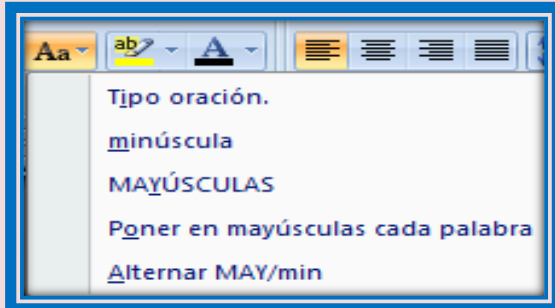 Aa ab A
Tipo oración.
minúscula
MAYÚSCULAS
Poner en mayúsculas cada palabra
Alternar MAY/min